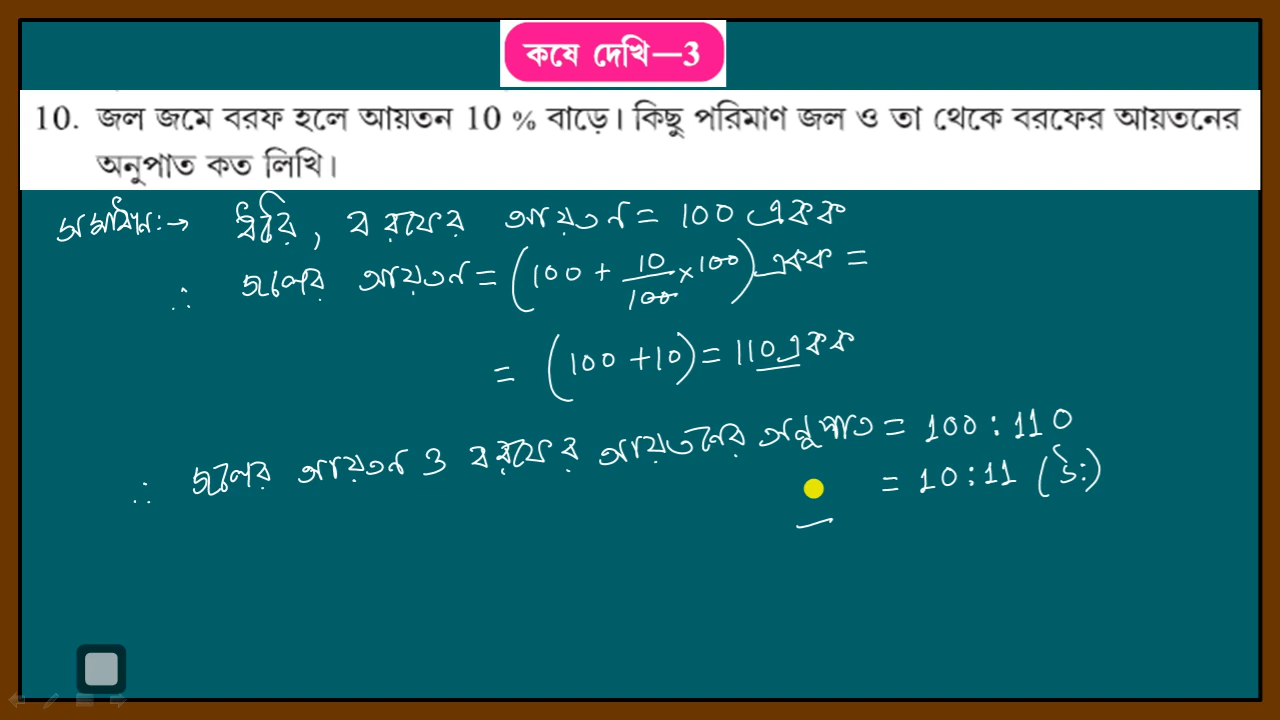 কষে দেখি—3
10. জল জমে বরফ হলে আয়তন 10 % বাড়ে। কিছু পরিমাণ জল ও তা থেকে বরফের আয়তনের
অনুপাত কত লিখি।
সমাধান:→ ধরি, বরফের আয়তন = 100 একক
∴ জলের আয়তন = (100 + 10/100 × 100) একক =
= (100 + 10) = 110 একক
∴ জলের আয়তন ও বরফের আয়তনের অনুপাত = 100 : 110
= 10 : 11 (উ:)